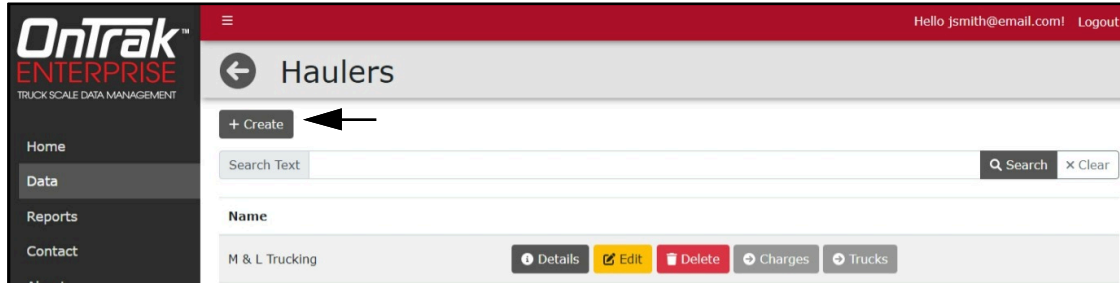 OnTrak™
ENTERPRISE
TRUCK SCALE DATA MANAGEMENT
Home
Data
Reports
Contact
Hello jsmith@email.com! Logout
Haulers
+ Create
Search Text
Search × Clear
Name
M & L Trucking Details Edit Delete Charges Trucks